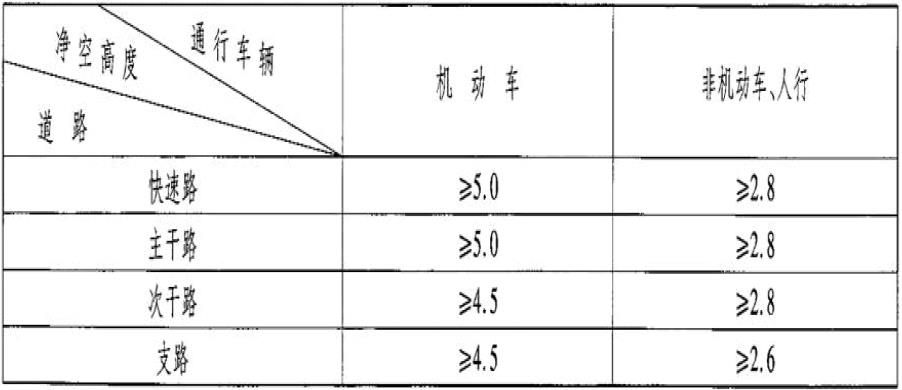 通行车辆
净空高度
道路
机动车
非机动车、人行
快速路 ≥5.0 ≥2.8
主干路 ≥5.0 ≥2.8
次干路 ≥4.5 ≥2.8
支路 ≥4.5 ≥2.6